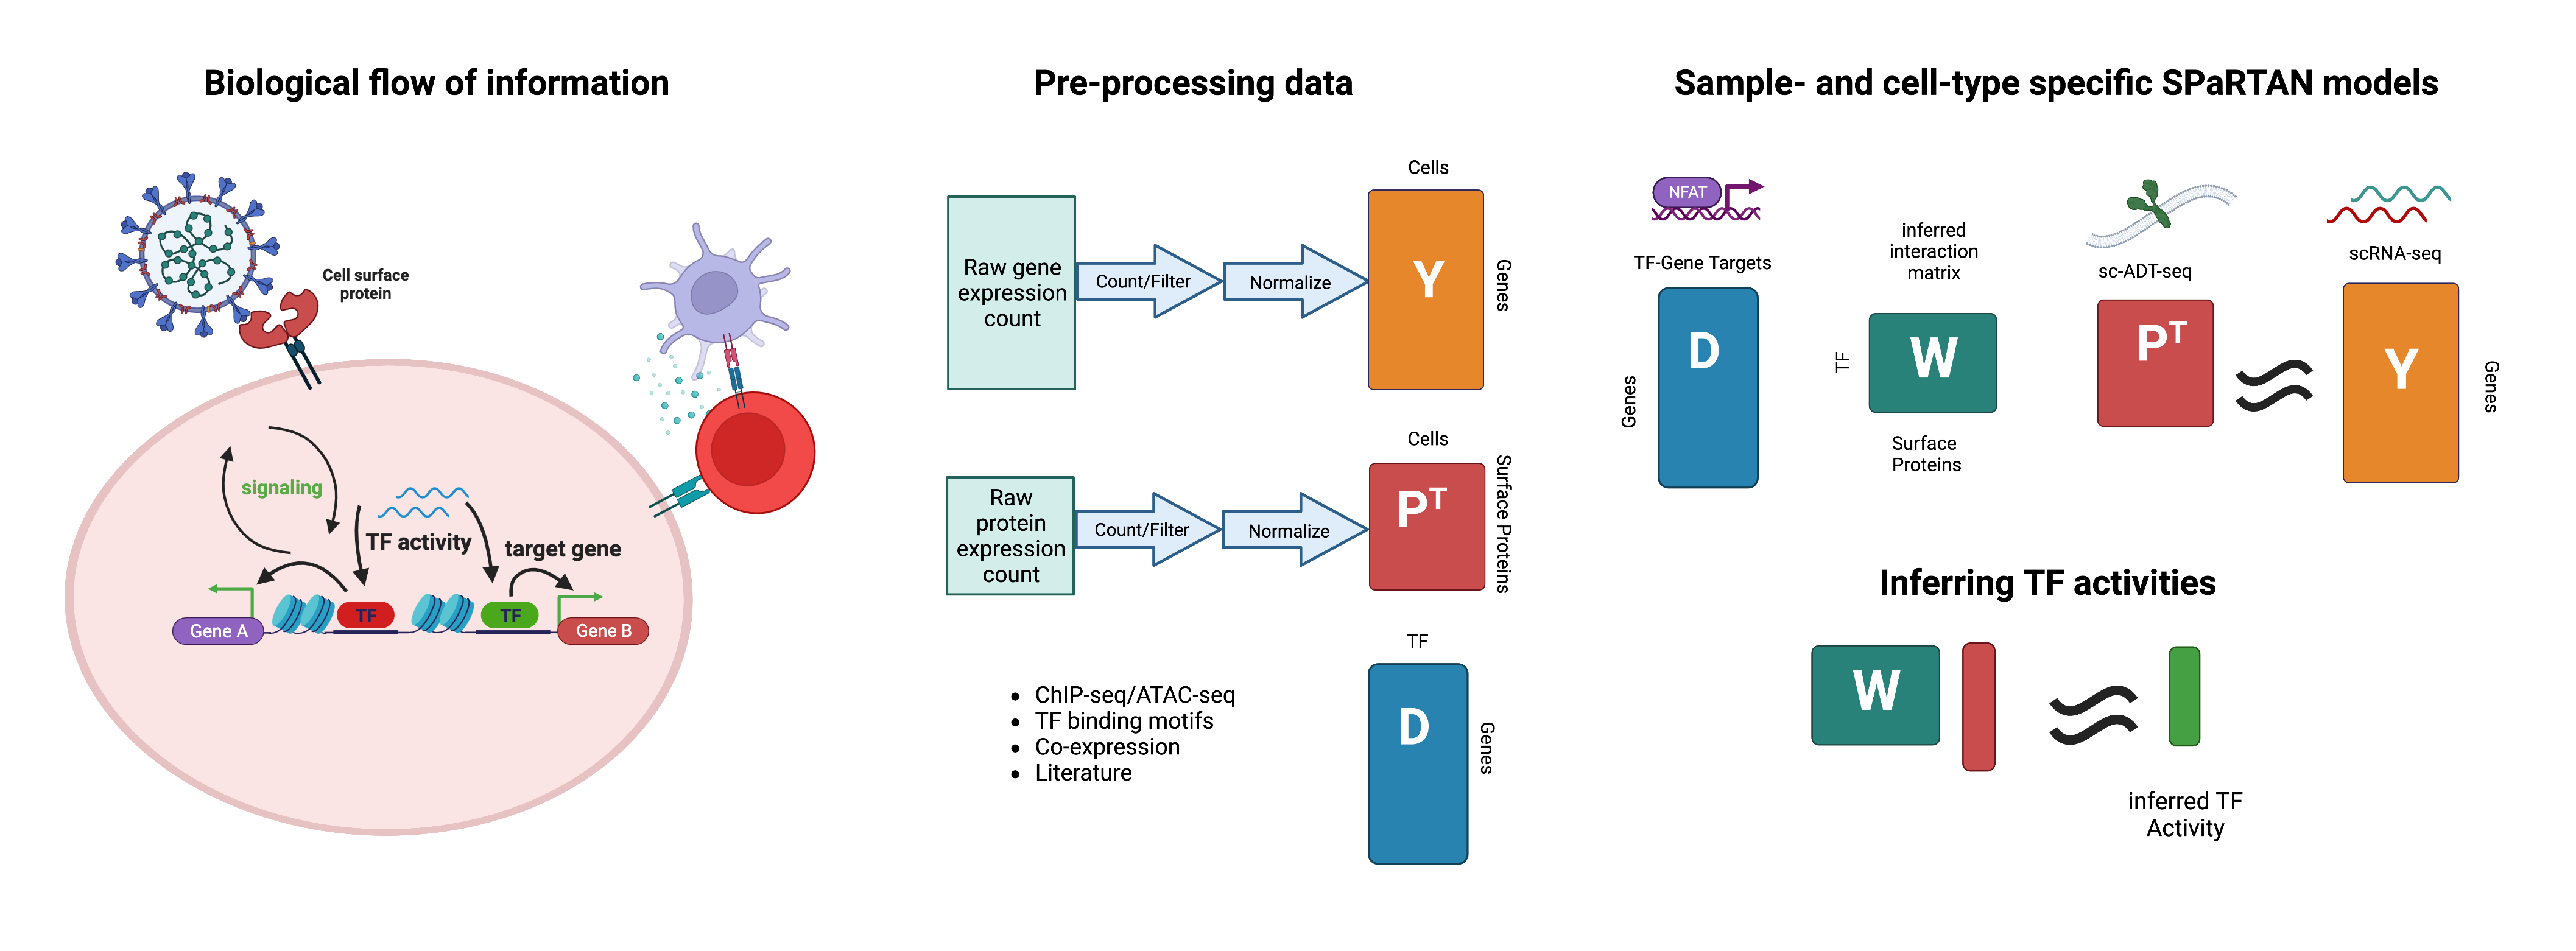 Biological flow of information
Cell surface
protein
signaling
TF activity
target gene
Gene A
TF
TF
Gene B
Pre-processing data
Cells
Raw gene
expression
count
Count/Filter
Normalize
Y
Genes
Cells
Raw
protein
expression
count
Count/Filter
Normalize
Pᵀ
Surface Proteins
TF
• ChIP-seq/ATAC-seq
• TF binding motifs
• Co-expression
• Literature
D
Genes
Sample- and cell-type specific SPaRTAN models
NFAT
TF-Gene Targets
Genes
D
inferred
interaction
matrix
TF
W
Surface
Proteins
sc-ADT-seq
Pᵀ
scRNA-seq
Y
Genes
Inferring TF activities
W
inferred TF
Activity